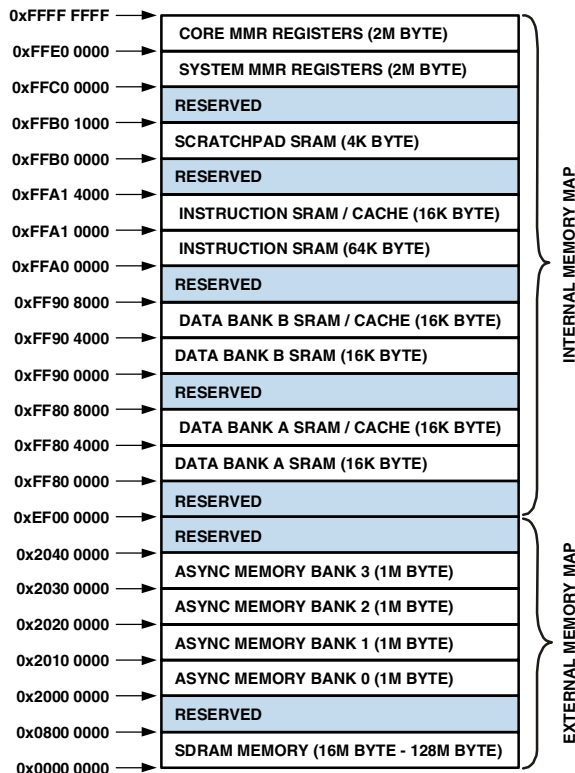 0xFFFF FFFF
CORE MMR REGISTERS (2M BYTE)
0xFFE0 0000
SYSTEM MMR REGISTERS (2M BYTE)
0xFFC0 0000
RESERVED
0xFFB0 1000
SCRATCHPAD SRAM (4K BYTE)
0xFFB0 0000
RESERVED
0xFFA1 4000
INSTRUCTION SRAM / CACHE (16K BYTE)
0xFFA1 0000
INSTRUCTION SRAM (64K BYTE)
0xFFA0 0000
RESERVED
0xFF90 8000
DATA BANK B SRAM / CACHE (16K BYTE)
0xFF90 4000
DATA BANK B SRAM (16K BYTE)
0xFF90 0000
RESERVED
0xFF80 8000
DATA BANK A SRAM / CACHE (16K BYTE)
0xFF80 4000
DATA BANK A SRAM (16K BYTE)
0xFF80 0000
RESERVED
0xEF00 0000
RESERVED
0x2040 0000
ASYNC MEMORY BANK 3 (1M BYTE)
0x2030 0000
ASYNC MEMORY BANK 2 (1M BYTE)
0x2020 0000
ASYNC MEMORY BANK 1 (1M BYTE)
0x2010 0000
ASYNC MEMORY BANK 0 (1M BYTE)
0x2000 0000
RESERVED
0x0800 0000
SDRAM MEMORY (16M BYTE - 128M BYTE)
0x0000 0000
INTERNAL MEMORY MAP
EXTERNAL MEMORY MAP